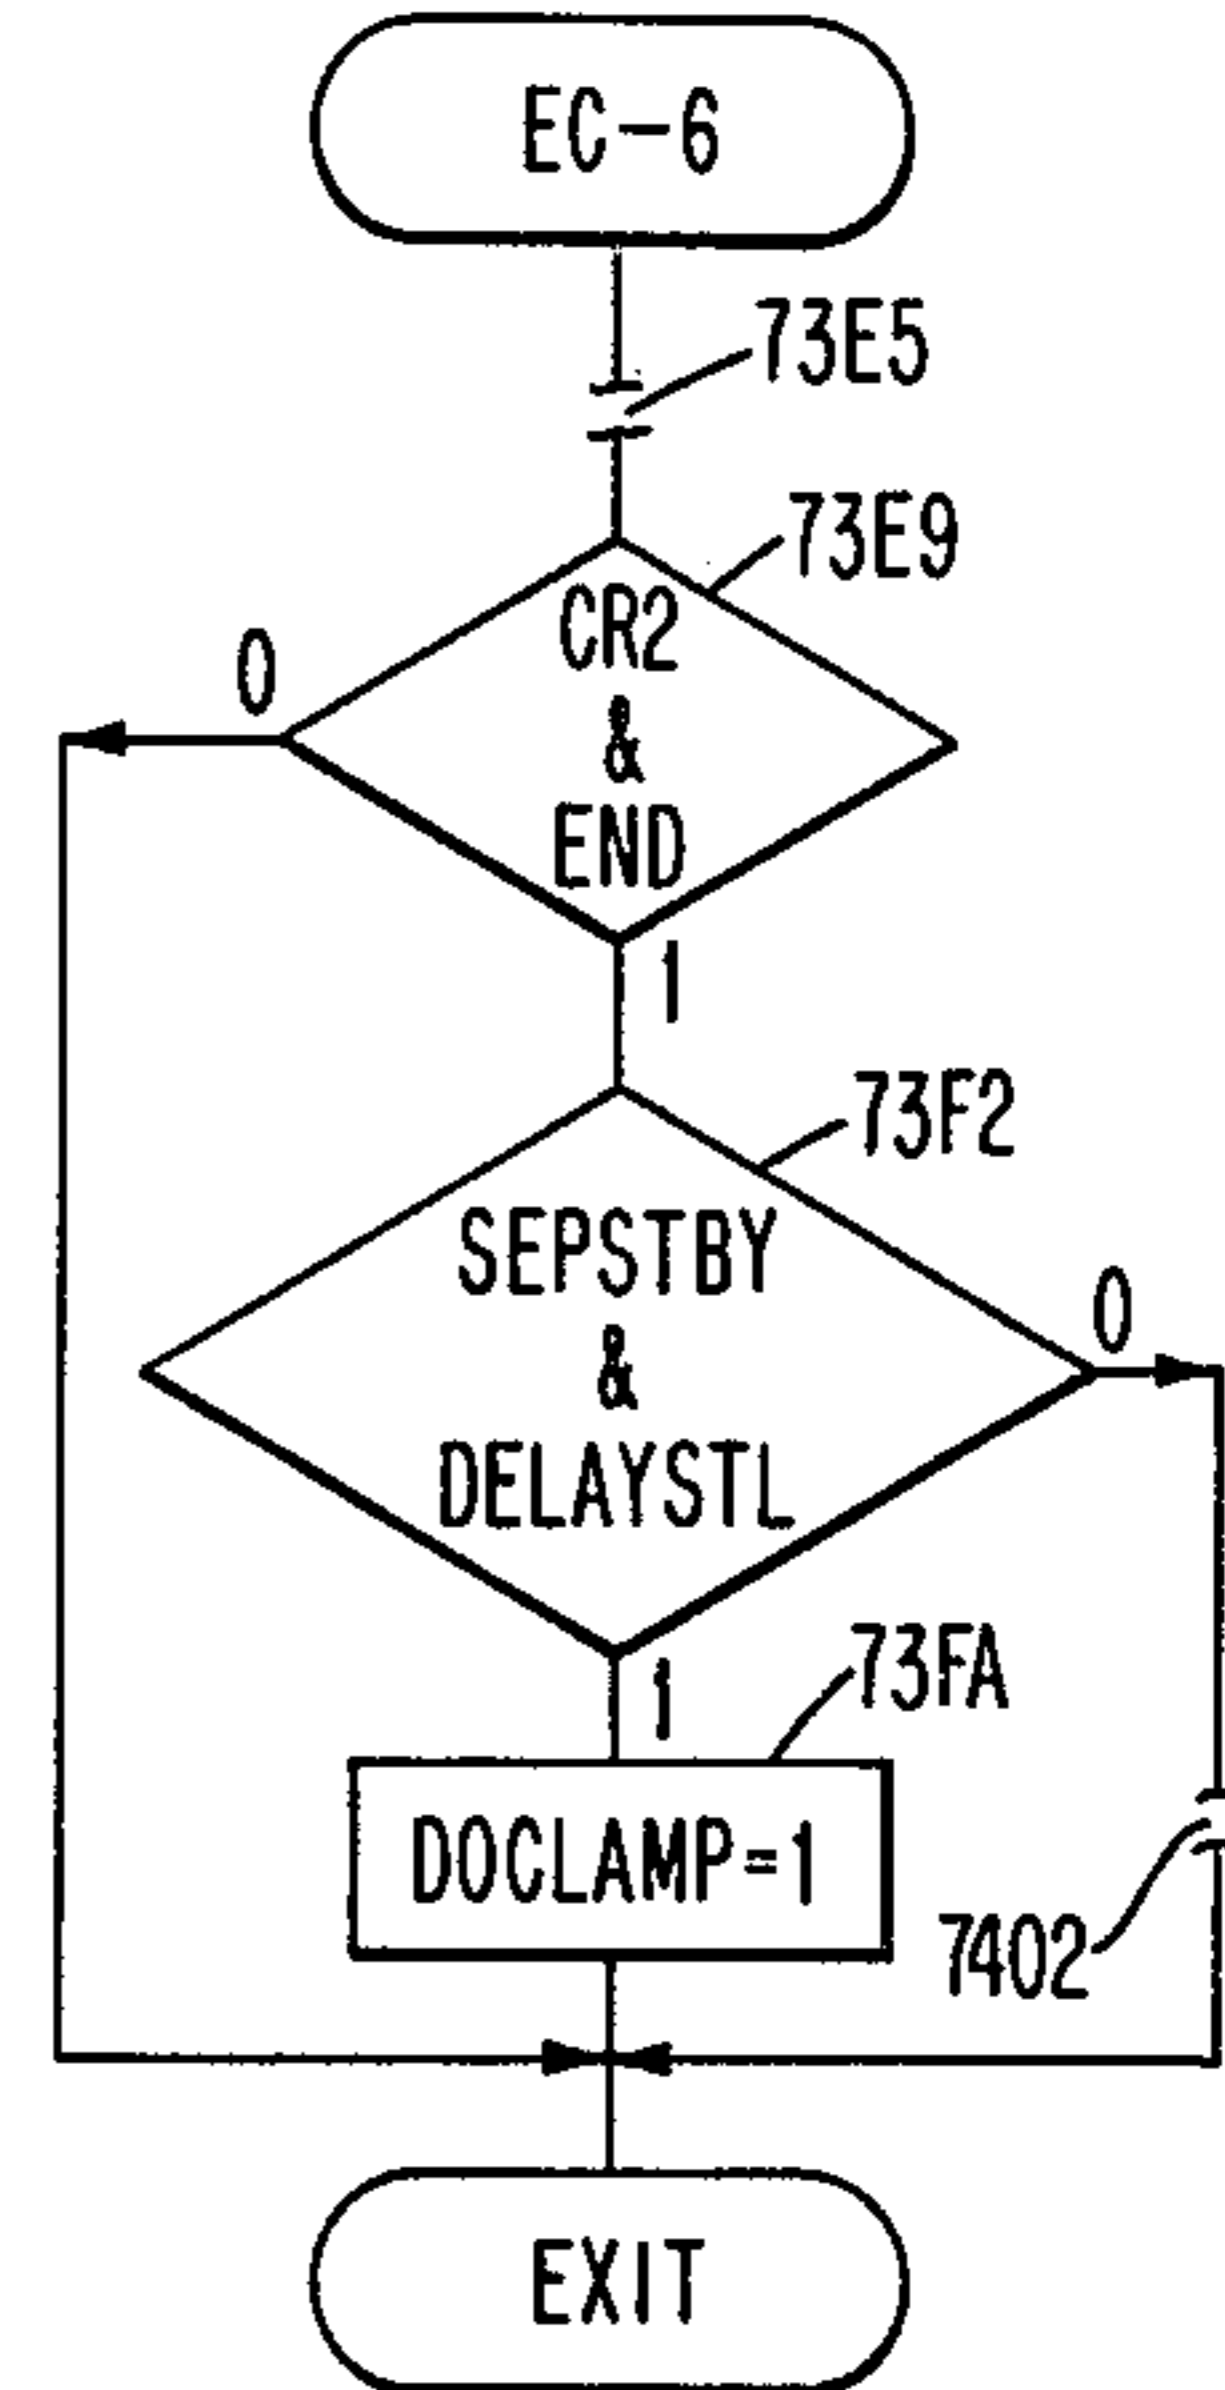 EC-6
73E5
73E9
CR2
&
END
0
1
73F2
SEPSTBY
&
DELAYSTL
0
1
73FA
DOCLAMP=1
7402
EXIT